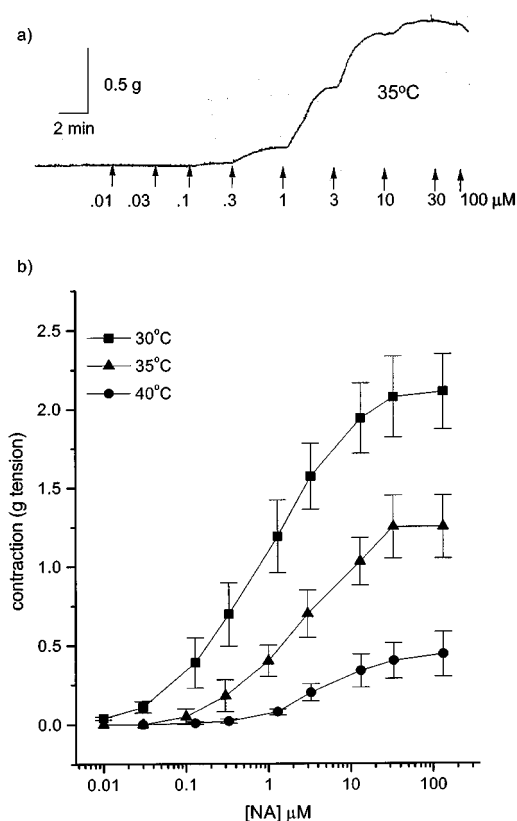 a)
0.5 g
2 min
35°C
.01 .03 .1 .3 1 3 10 30 100 µM
b)
2.5
30°C
35°C
40°C
2.0
1.5
1.0
0.5
0.0
contraction (g tension)
0.01 0.1 1 10 100
[NA] µM